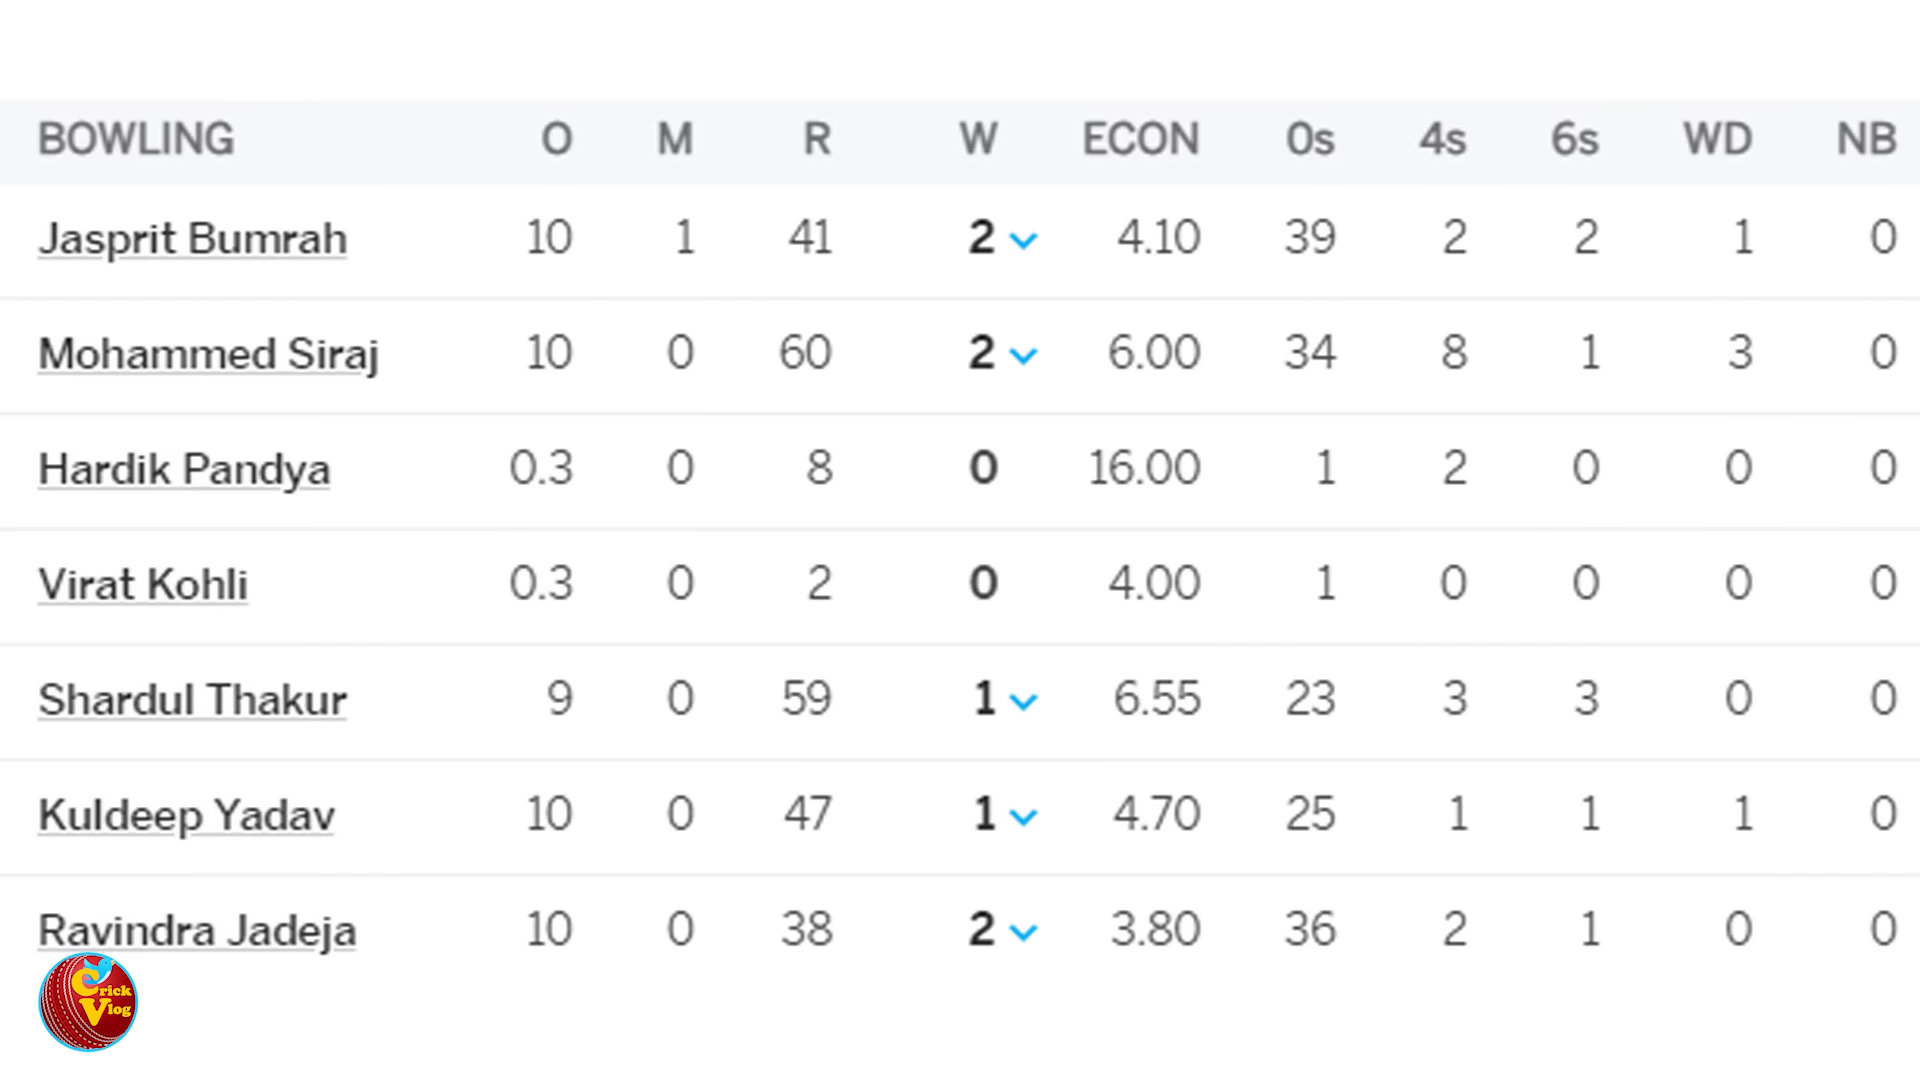 BOWLING O M R W ECON 0s 4s 6s WD NB
Jasprit Bumrah 10 1 41 2 4.10 39 2 2 1 0
Mohammed Siraj 10 0 60 2 6.00 34 8 1 3 0
Hardik Pandya 0.3 0 8 0 16.00 1 2 0 0 0
Virat Kohli 0.3 0 2 0 4.00 1 0 0 0 0
Shardul Thakur 9 0 59 1 6.55 23 3 3 0 0
Kuldeep Yadav 10 0 47 1 4.70 25 1 1 1 0
Ravindra Jadeja 10 0 38 2 3.80 36 2 1 0 0
Crick
Vlog